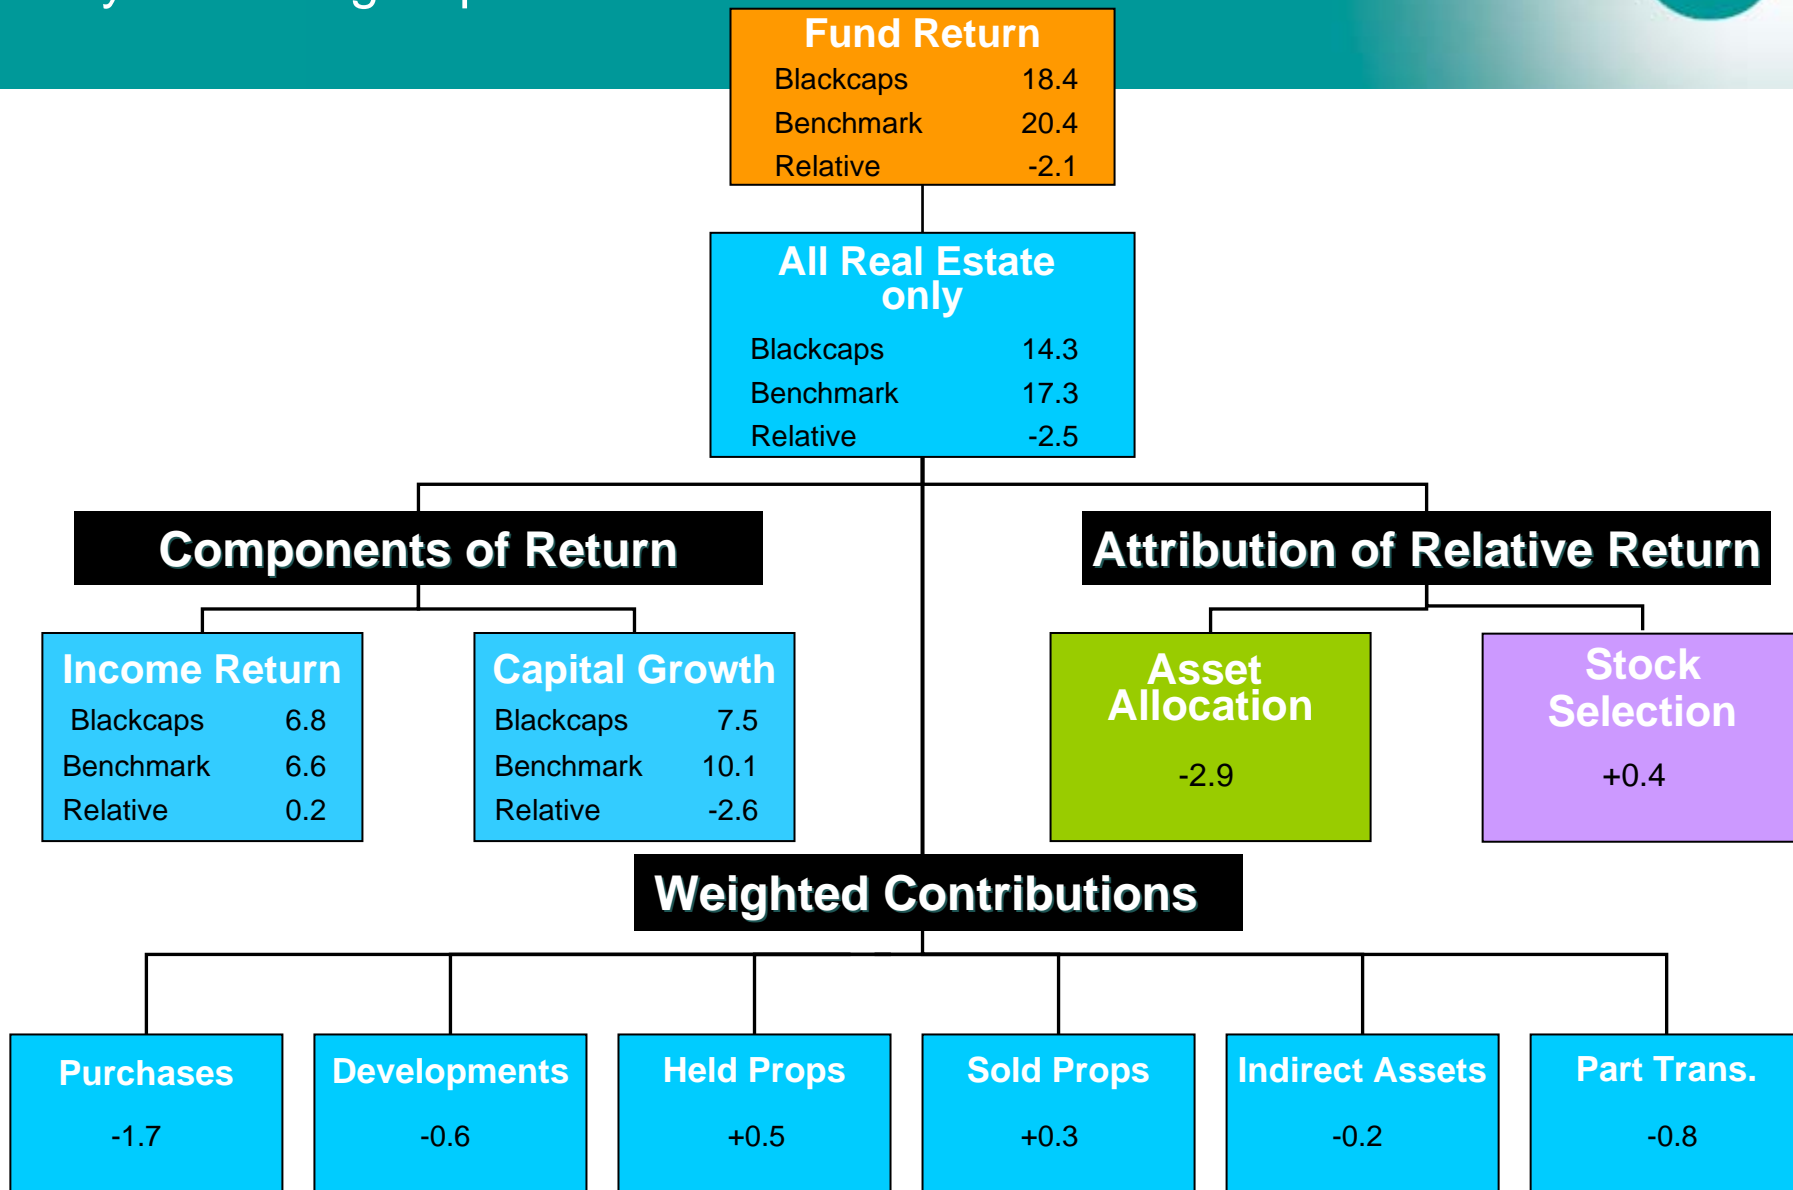 Fund Return
Blackcaps 18.4
Benchmark 20.4
Relative -2.1
All Real Estate
only
Blackcaps 14.3
Benchmark 17.3
Relative -2.5
Components of Return
Attribution of Relative Return
Income Return
Blackcaps 6.8
Benchmark 6.6
Relative 0.2
Capital Growth
Blackcaps 7.5
Benchmark 10.1
Relative -2.6
Asset
Allocation
-2.9
Stock
Selection
+0.4
Weighted Contributions
Purchases
-1.7
Developments
-0.6
Held Props
+0.5
Sold Props
+0.3
Indirect Assets
-0.2
Part Trans.
-0.8